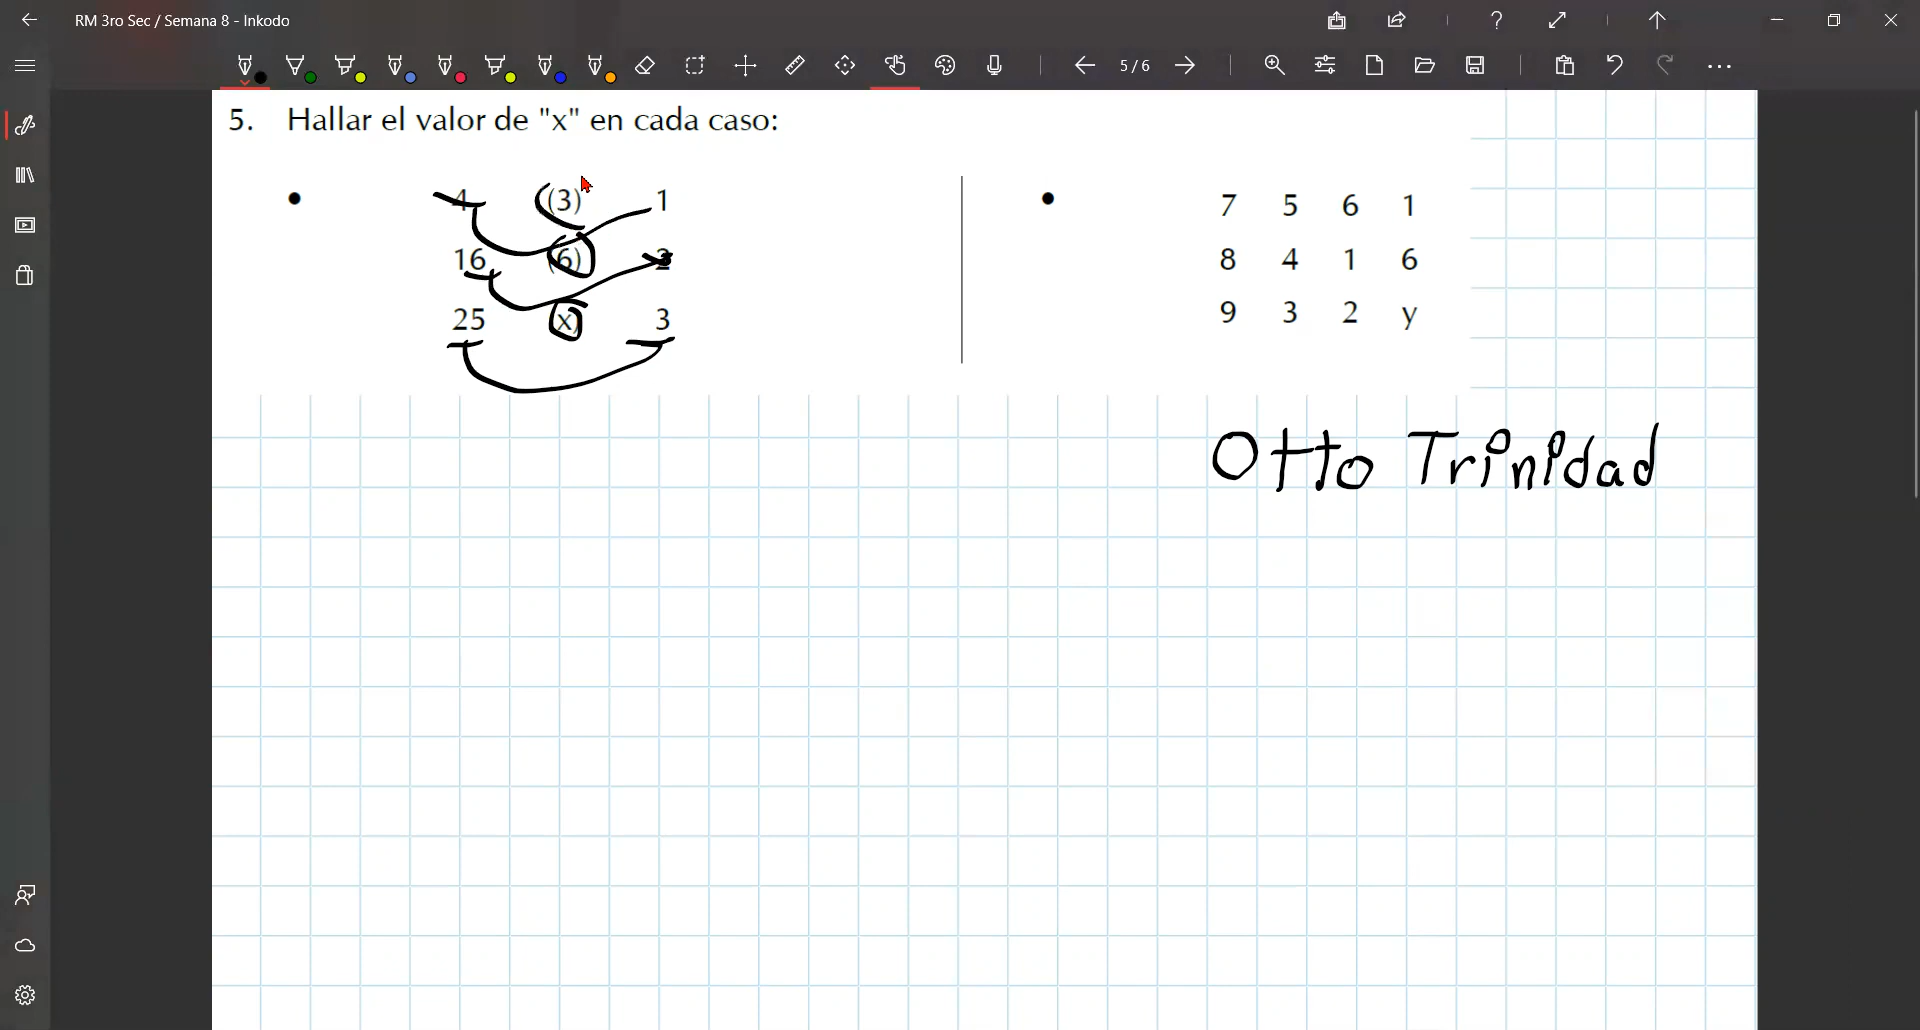 RM 3ro Sec / Semana 8 - Inkodo
5 / 6
5. Hallar el valor de "x" en cada caso:
• 4 (3) 1
16 (6) 2
25 (x) 3
• 7 5 6 1
8 4 1 6
9 3 2 y
Otto Trinidad